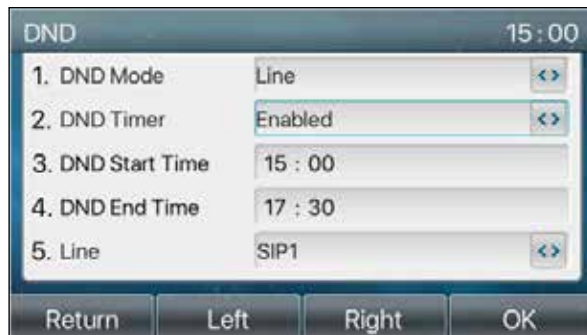 DND 15:00
1. DND Mode Line
2. DND Timer Enabled
3. DND Start Time 15 : 00
4. DND End Time 17 : 30
5. Line SIP1
Return Left Right OK